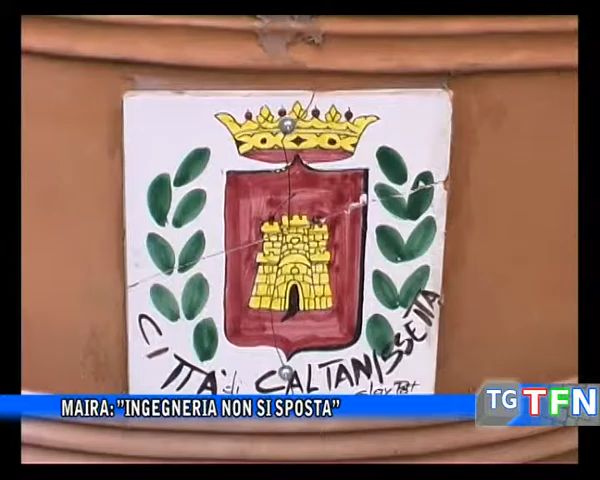 CITTA' di CALTANISSETTA
MAIRA: "INGEGNERIA NON SI SPOSTA"
TG TFN